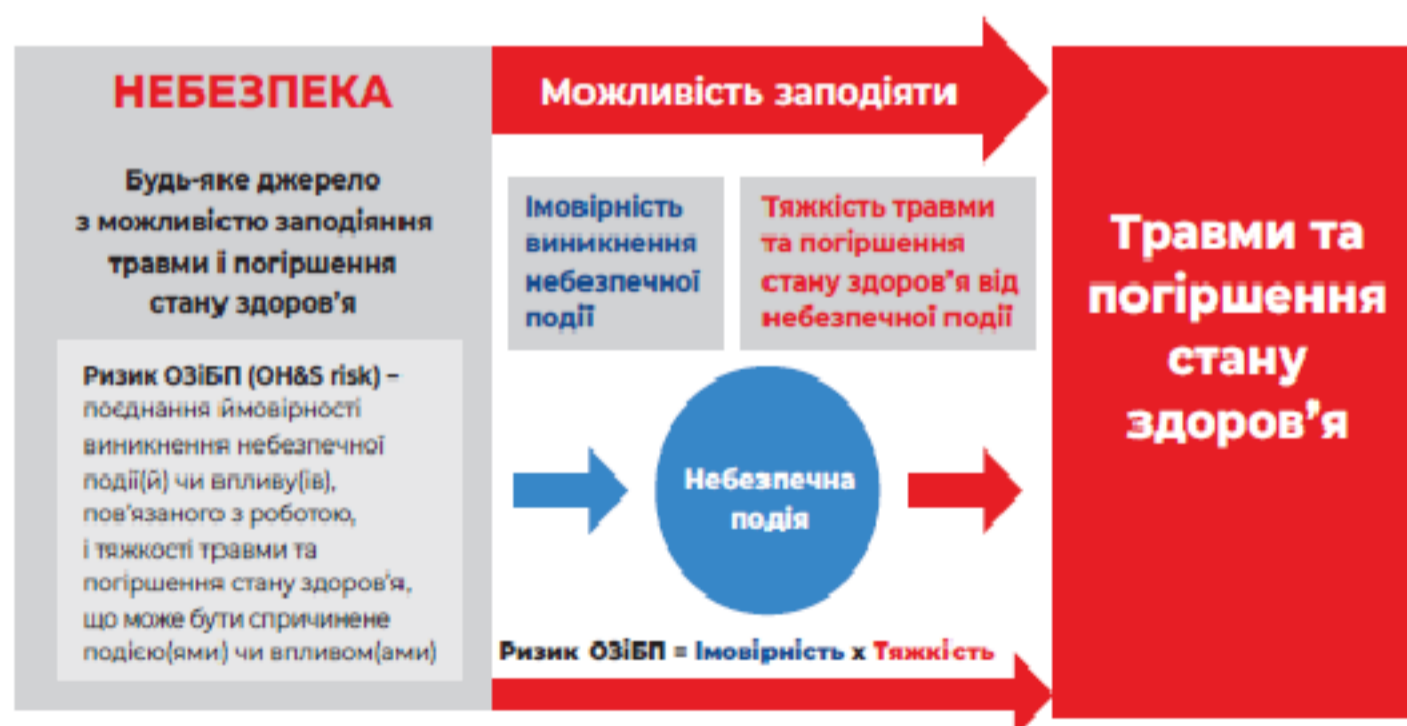 НЕБЕЗПЕКА
Будь-яке джерело
з можливістю заподіяння
травми і погіршення
стану здоров’я
Ризик ОЗіБП (OH&S risk) –
поєднання ймовірності
виникнення небезпечної
події(й) чи впливу(ів),
пов’язаного з роботою,
і тяжкості травми та
погіршення стану здоров’я,
що може бути спричинене
подією(ями) чи впливом(ами)
Можливість заподіяти
Імовірність
виникнення
небезпечної
події
Тяжкість травми
та погіршення
стану здоров’я від
небезпечної події
Небезпечна
подія
Ризик ОЗіБП = Імовірність х Тяжкість
Травми та
погіршення
стану
здоров’я